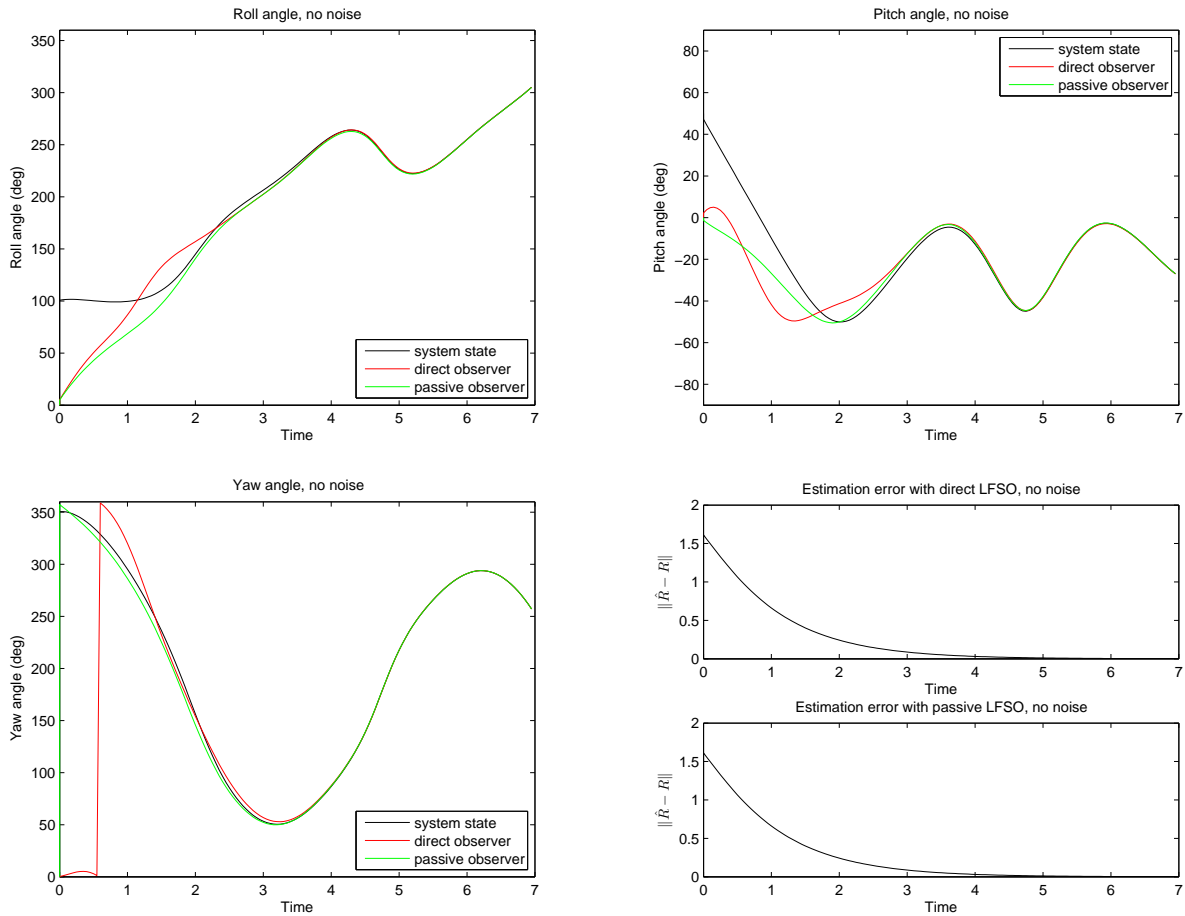 Roll angle, no noise
350
300
250
200
150
100
50
0
Roll angle (deg)
0 1 2 3 4 5 6 7
Time
system state
direct observer
passive observer
Pitch angle, no noise
80
60
40
20
0
−20
−40
−60
−80
Pitch angle (deg)
0 1 2 3 4 5 6 7
Time
system state
direct observer
passive observer
Yaw angle, no noise
350
300
250
200
150
100
50
0
Yaw angle (deg)
0 1 2 3 4 5 6 7
Time
system state
direct observer
passive observer
Estimation error with direct LFSO, no noise
2
1.5
1
0.5
0
‖R̂ − R‖
0 1 2 3 4 5 6 7
Time
Estimation error with passive LFSO, no noise
2
1.5
1
0.5
0
‖R̂ − R‖
0 1 2 3 4 5 6 7
Time